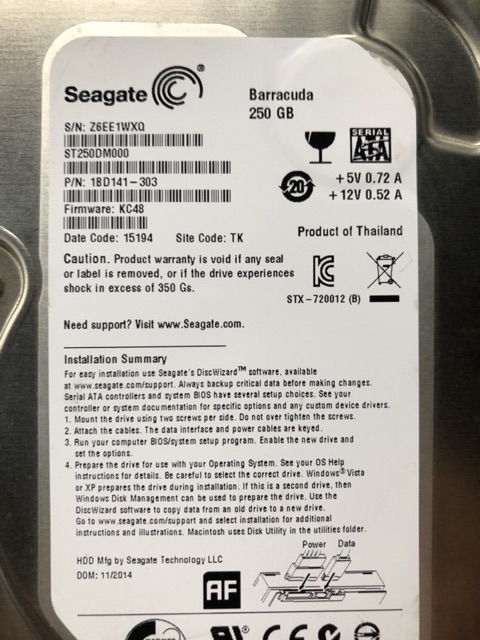 Seagate
Barracuda
250 GB
S/N: Z6EE1WXQ
ST250DM000
P/N: 1BD141-303
Firmware: KC48
SERIAL
ATA
20
+5V 0.72 A
+12V 0.52 A
Date Code: 15194 Site Code: TK
Product of Thailand
Caution. Product warranty is void if any seal
or label is removed, or if the drive experiences
shock in excess of 350 Gs.
STX-720012 (B)
Need support? Visit www.Seagate.com.
Installation Summary
For easy installation use Seagate's DiscWizard™ software, available
at www.seagate.com/support. Always backup critical data before making changes.
Serial ATA controllers and system BIOS have several setup choices. See your
controller or system documentation for specific options and any custom device drivers.
1. Mount the drive using two screws per side. Do not over tighten the screws.
2. Attach the cables. The data interface and power cables are keyed.
3. Run your computer BIOS/system setup program. Enable the new drive and
set the options.
4. Prepare the drive for use with your Operating System. See your OS Help
instructions for details. Be careful to select the correct drive. Windows® Vista
or XP prepares the drive during installation. If this is a second drive, then
Windows Disk Management can be used to prepare the drive. Use the
DiscWizard software to copy data from an old drive to a new drive.
Go to www.seagate.com/support and select installation for additional
instructions and illustrations. Macintosh uses Disk Utility in the utilities folder.
Power Data
HDD Mfg by Seagate Technology LLC
DOM: 11/2014
AF